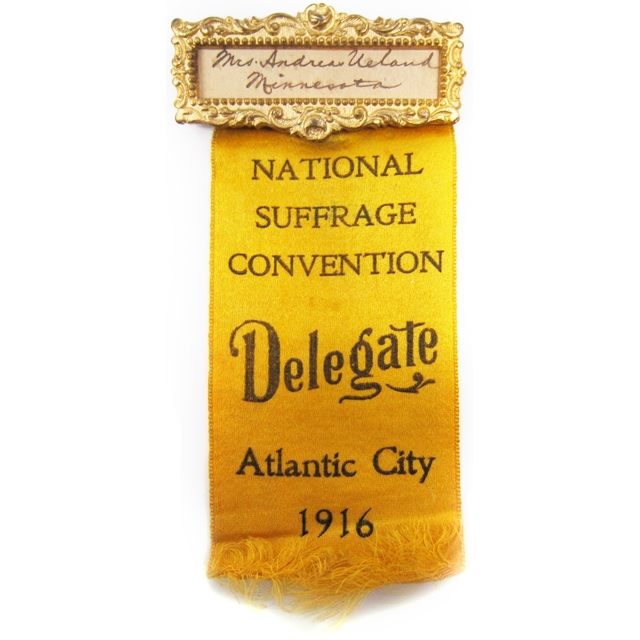 Mrs. Andreas Ueland
Minnesota
NATIONAL
SUFFRAGE
CONVENTION
Delegate
Atlantic City
1916